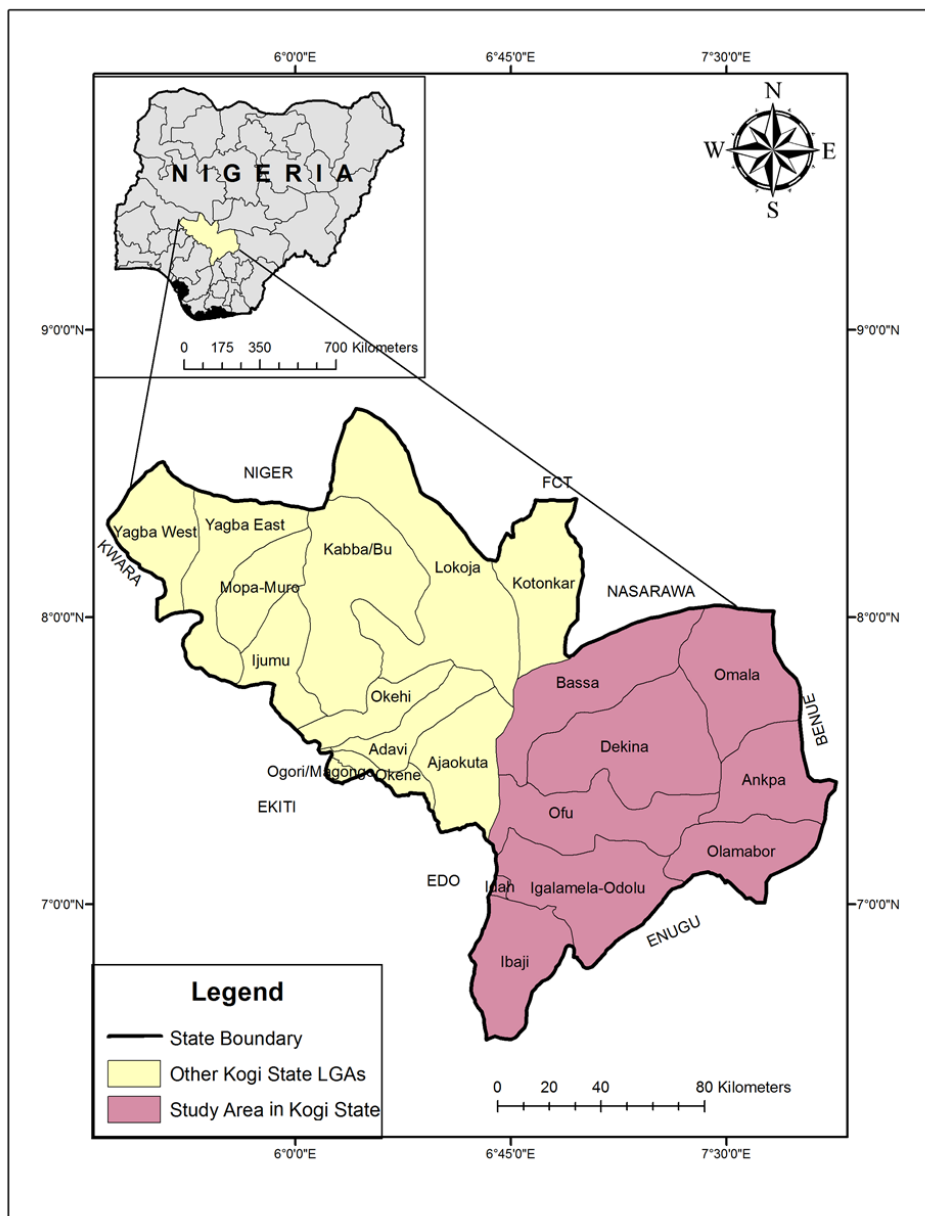 6°0'0"E 6°45'0"E 7°30'0"E
N
W E
S
NIGERIA
0 175 350 700 Kilometers
9°0'0"N 9°0'0"N
NIGER
FCT
Yagba West
Yagba East
Kabba/Bu
Lokoja
Kotonkar
KWARA
Mopa-Muro
NASARAWA
8°0'0"N 8°0'0"N
Ijumu
Bassa
Omala
Okehi
BENUE
Adavi
Dekina
Ajaokuta
Ogori/Magongo
Okene
Ankpa
EKITI
Ofu
Olamabor
EDO
Idah
Igalamela-Odolu
7°0'0"N 7°0'0"N
ENUGU
Ibaji
Legend
State Boundary
Other Kogi State LGAs
Study Area in Kogi State
0 20 40 80 Kilometers
6°0'0"E 6°45'0"E 7°30'0"E